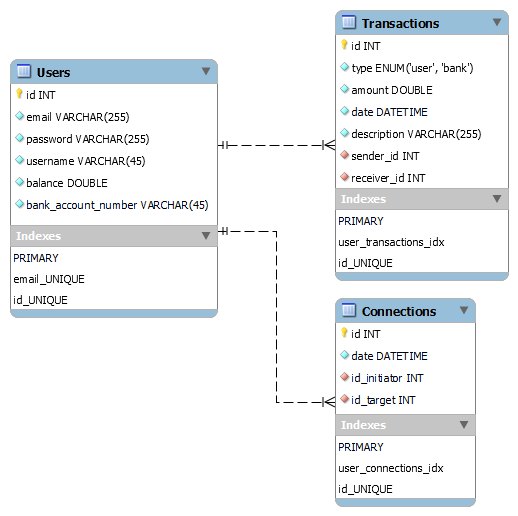 Users
id INT
email VARCHAR(255)
password VARCHAR(255)
username VARCHAR(45)
balance DOUBLE
bank_account_number VARCHAR(45)
Indexes
PRIMARY
email_UNIQUE
id_UNIQUE
Transactions
id INT
type ENUM('user', 'bank')
amount DOUBLE
date DATETIME
description VARCHAR(255)
sender_id INT
receiver_id INT
Indexes
PRIMARY
user_transactions_idx
id_UNIQUE
Connections
id INT
date DATETIME
id_initiator INT
id_target INT
Indexes
PRIMARY
user_connections_idx
id_UNIQUE